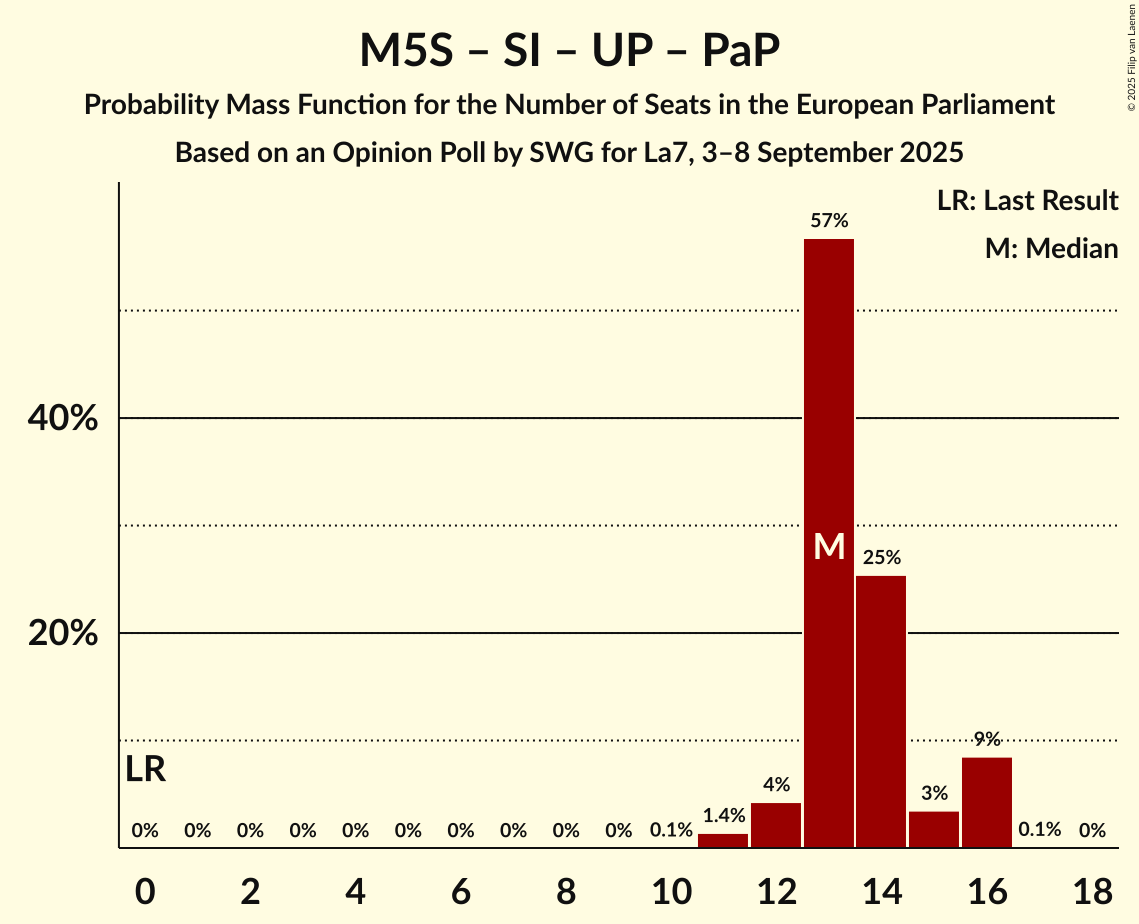 M5S – SI – UP – PaP
Probability Mass Function for the Number of Seats in the European Parliament
Based on an Opinion Poll by SWG for La7, 3–8 September 2025
© 2025 Filip van Laenen
LR: Last Result
M: Median
57%
40%
M
25%
20%
9%
LR
4%
3%
1.4%
0% 0% 0% 0% 0% 0% 0% 0% 0% 0% 0.1% 0.1% 0%
0 2 4 6 8 10 12 14 16 18